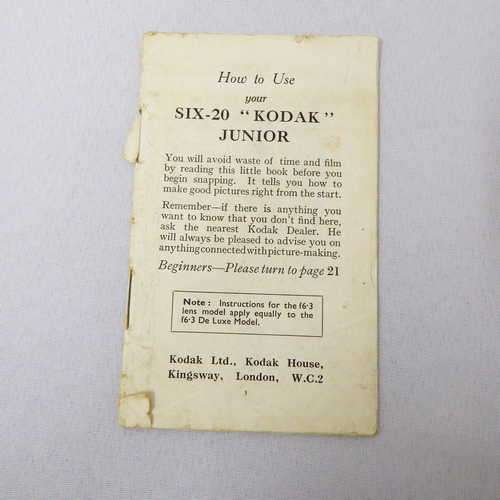 How to Use
your
SIX-20 "KODAK"
JUNIOR
You will avoid waste of time and film
by reading this little book before you
begin snapping. It tells you how to
make good pictures right from the start.
Remember—if there is anything you
want to know that you don't find here,
ask the nearest Kodak Dealer. He
will always be pleased to advise you on
anything connected with picture-making.
Beginners—Please turn to page 21
Note: Instructions for the f6·3
lens model apply equally to the
f6·3 De Luxe Model.
Kodak Ltd., Kodak House,
Kingsway, London, W.C.2